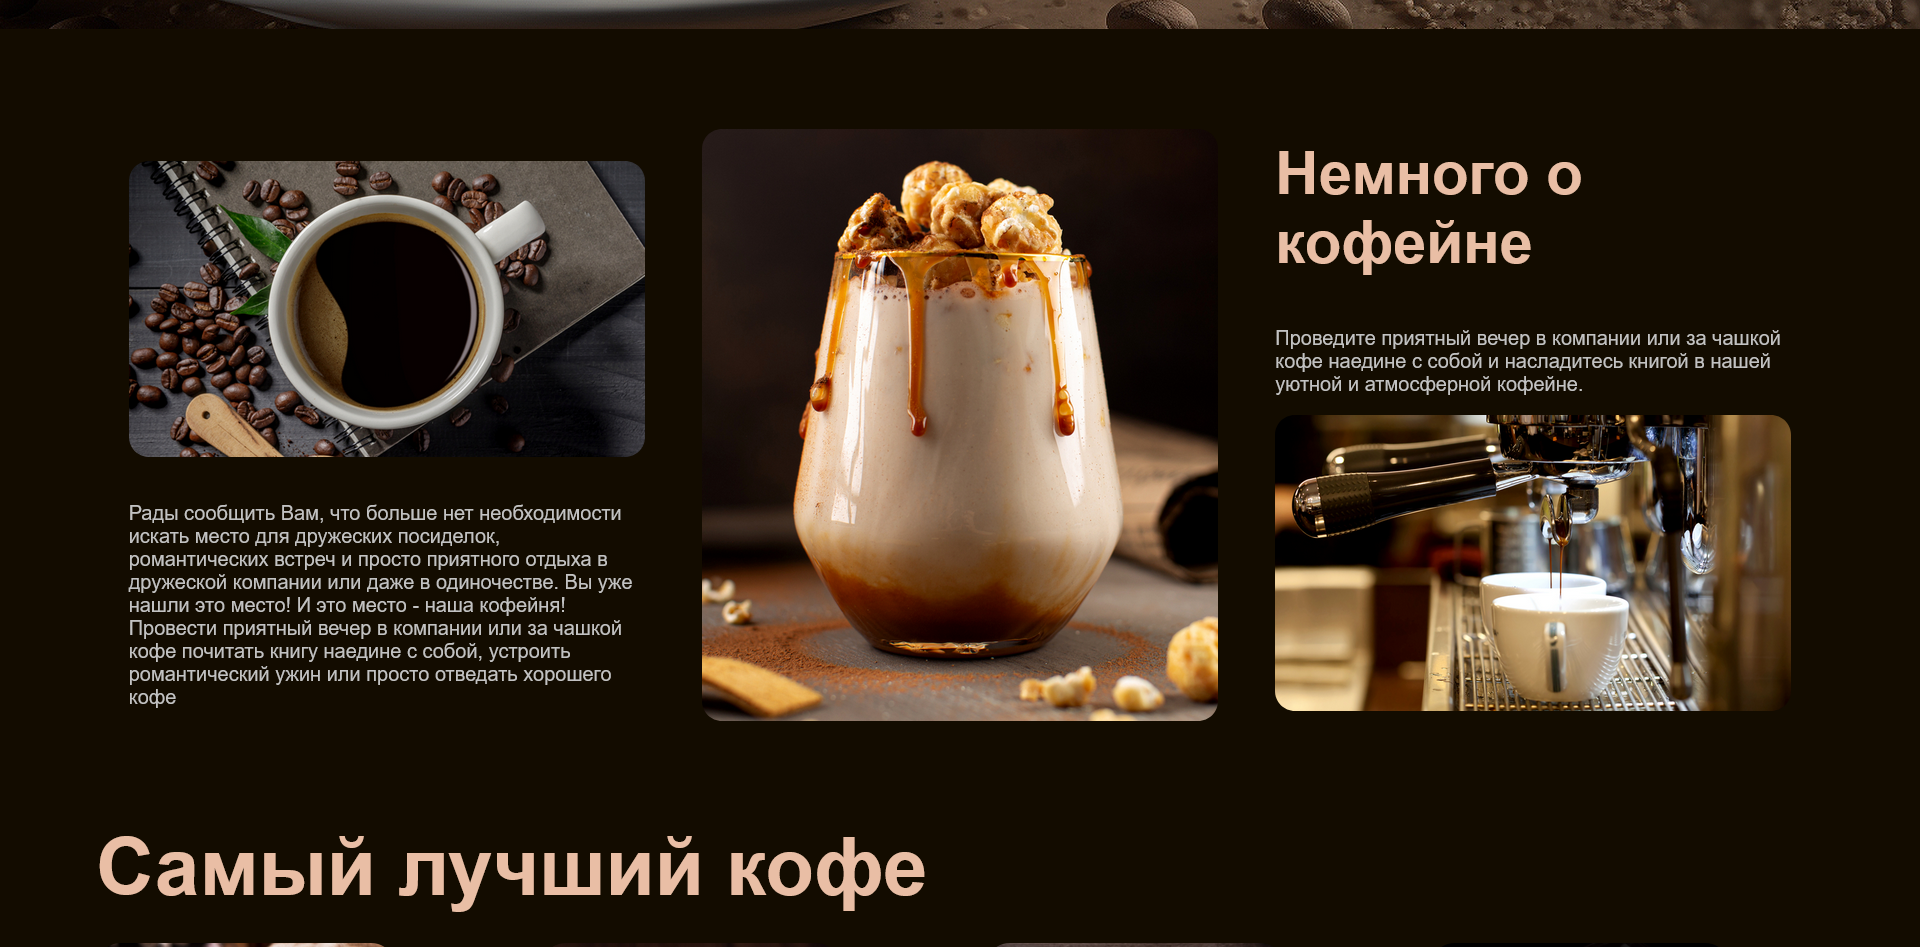 Немного о
кофейне
Проведите приятный вечер в компании или за чашкой
кофе наедине с собой и насладитесь книгой в нашей
уютной и атмосферной кофейне.
Рады сообщить Вам, что больше нет необходимости
искать место для дружеских посиделок,
романтических встреч и просто приятного отдыха в
дружеской компании или даже в одиночестве. Вы уже
нашли это место! И это место - наша кофейня!
Провести приятный вечер в компании или за чашкой
кофе почитать книгу наедине с собой, устроить
романтический ужин или просто отведать хорошего
кофе
Самый лучший кофе